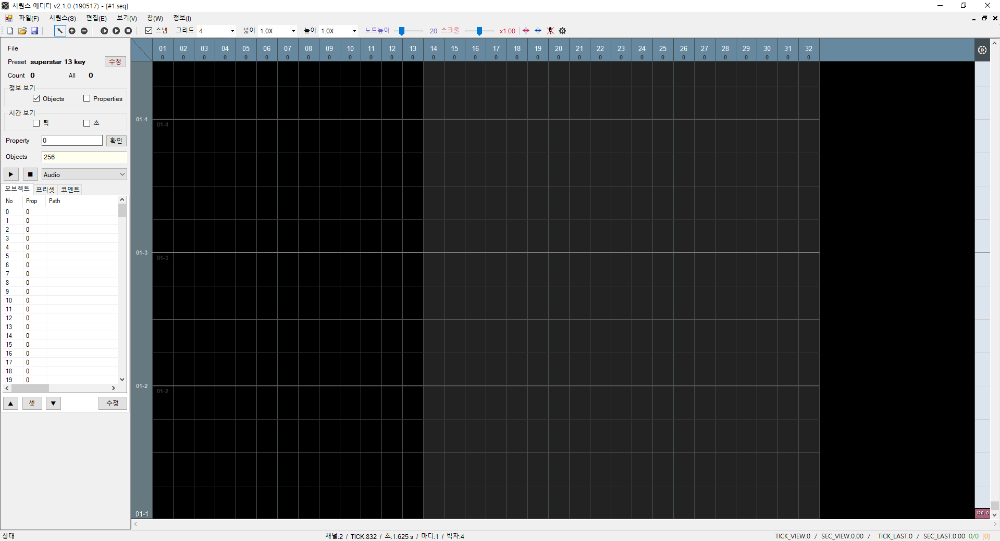 시퀀스 에디터 v2.1.0 (190517) - [#1.seq]
파일(F) 시퀀스(S) 편집(E) 보기(V) 창(W) 정보(I)
스냅 그리드 4 넓이 1.0X 높이 1.0X 노트높이 20 스크롤 x1.00
File
Preset superstar 13 key 수정
Count 0 All 0
정보 보기
Objects Properties
시간 보기
틱 초
Property 0 확인
Objects 256
Audio
오브젝트 프리셋 코멘트
No Prop Path
0 0
1 0
2 0
3 0
4 0
5 0
6 0
7 0
8 0
9 0
10 0
11 0
12 0
13 0
14 0
15 0
16 0
17 0
18 0
19 0
셋 수정
01 02 03 04 05 06 07 08 09 10 11 12 13 14 15 16 17 18 19 20 21 22 23 24 25 26 27 28 29 30 31 32
0 0 0 0 0 0 0 0 0 0 0 0 0 0 0 0 0 0 0 0 0 0 0 0 0 0 0 0 0 0 0 0
01-4
01-4
01-3
01-3
01-2
01-2
01-1
120.0
상태 채널:2 / TICK:832 / 초:1.625 s / 마디:1 / 박자:4 TICK_VIEW:0 / SEC_VIEW:0.00 / TICK_LAST:0 / SEC_LAST:0.00 0/0 [0]